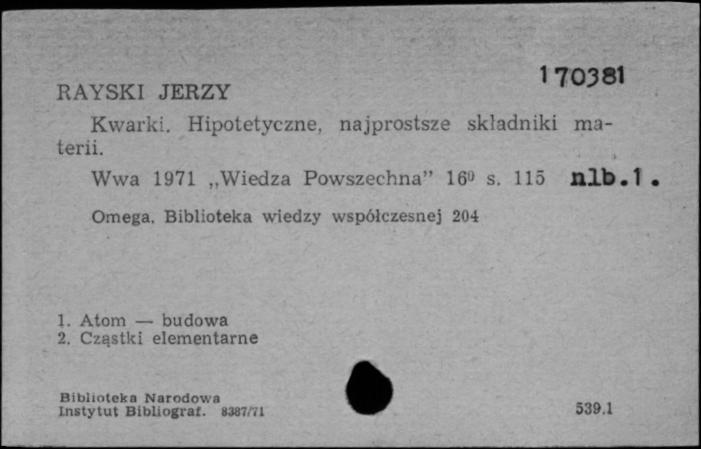 170381
RAYSKI JERZY
Kwarki. Hipotetyczne, najprostsze składniki ma-
terii.
Wwa 1971 „Wiedza Powszechna” 16⁰ s. 115 nlb.1.
Omega. Biblioteka wiedzy współczesnej 204
1. Atom — budowa
2. Cząstki elementarne
Biblioteka Narodowa
Instytut Bibliograf. 8387/71
539.1